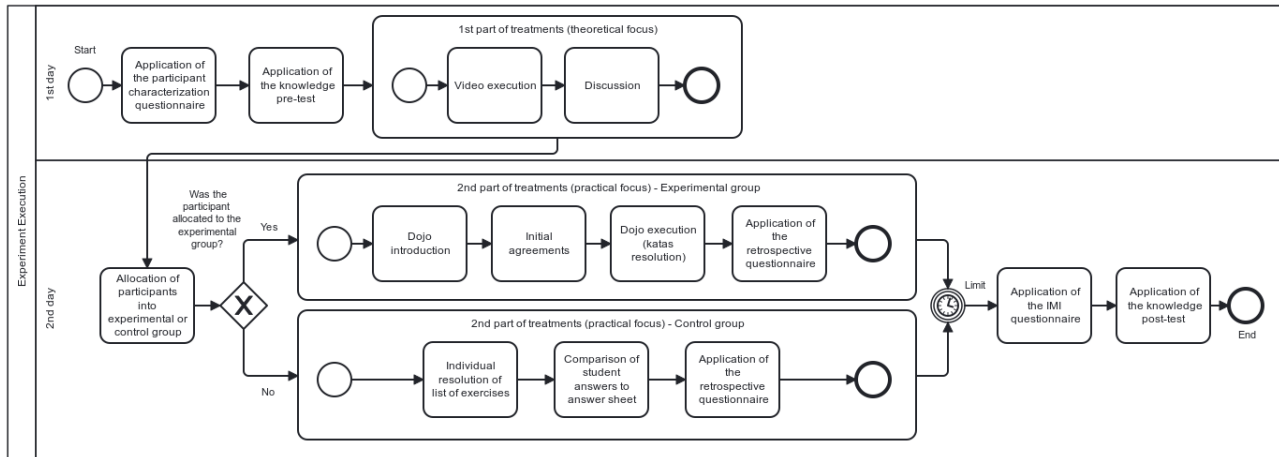 Experiment Execution
1st day
Start
Application of
the participant
characterization
questionnaire
Application of
the knowledge
pre-test
1st part of treatments (theoretical focus)
Video execution
Discussion
2nd day
Allocation of
participants
into
experimental or
control group
Was the
participant
allocated to the
experimental
group?
Yes
No
2nd part of treatments (practical focus) - Experimental group
Dojo
introduction
Initial
agreements
Dojo execution
(katas
resolution)
Application of
the
retrospective
questionnaire
2nd part of treatments (practical focus) - Control group
Individual
resolution of
list of exercises
Comparison of
student
answers to
answer sheet
Application of
the
retrospective
questionnaire
Limit
Application of
the IMI
questionnaire
Application of
the knowledge
post-test
End